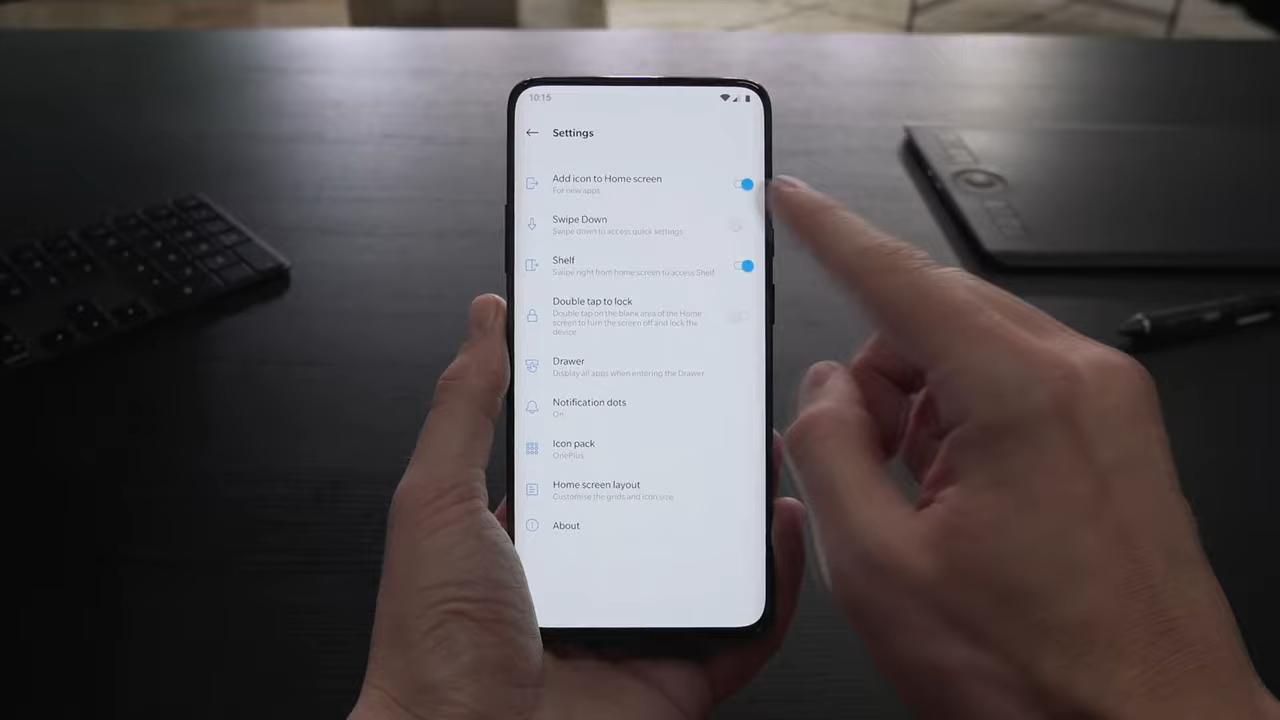 10:15
Settings
Add icon to Home screen
For new apps
Swipe Down
Swipe down to access quick settings
Shelf
Swipe right from home screen to access Shelf
Double tap to lock
Double tap on the blank area of the Home
screen to turn the screen off and lock the
device
Drawer
Display all apps when entering the Drawer
Notification dots
On
Icon pack
OnePlus
Home screen layout
Customise the grids and icon size
About